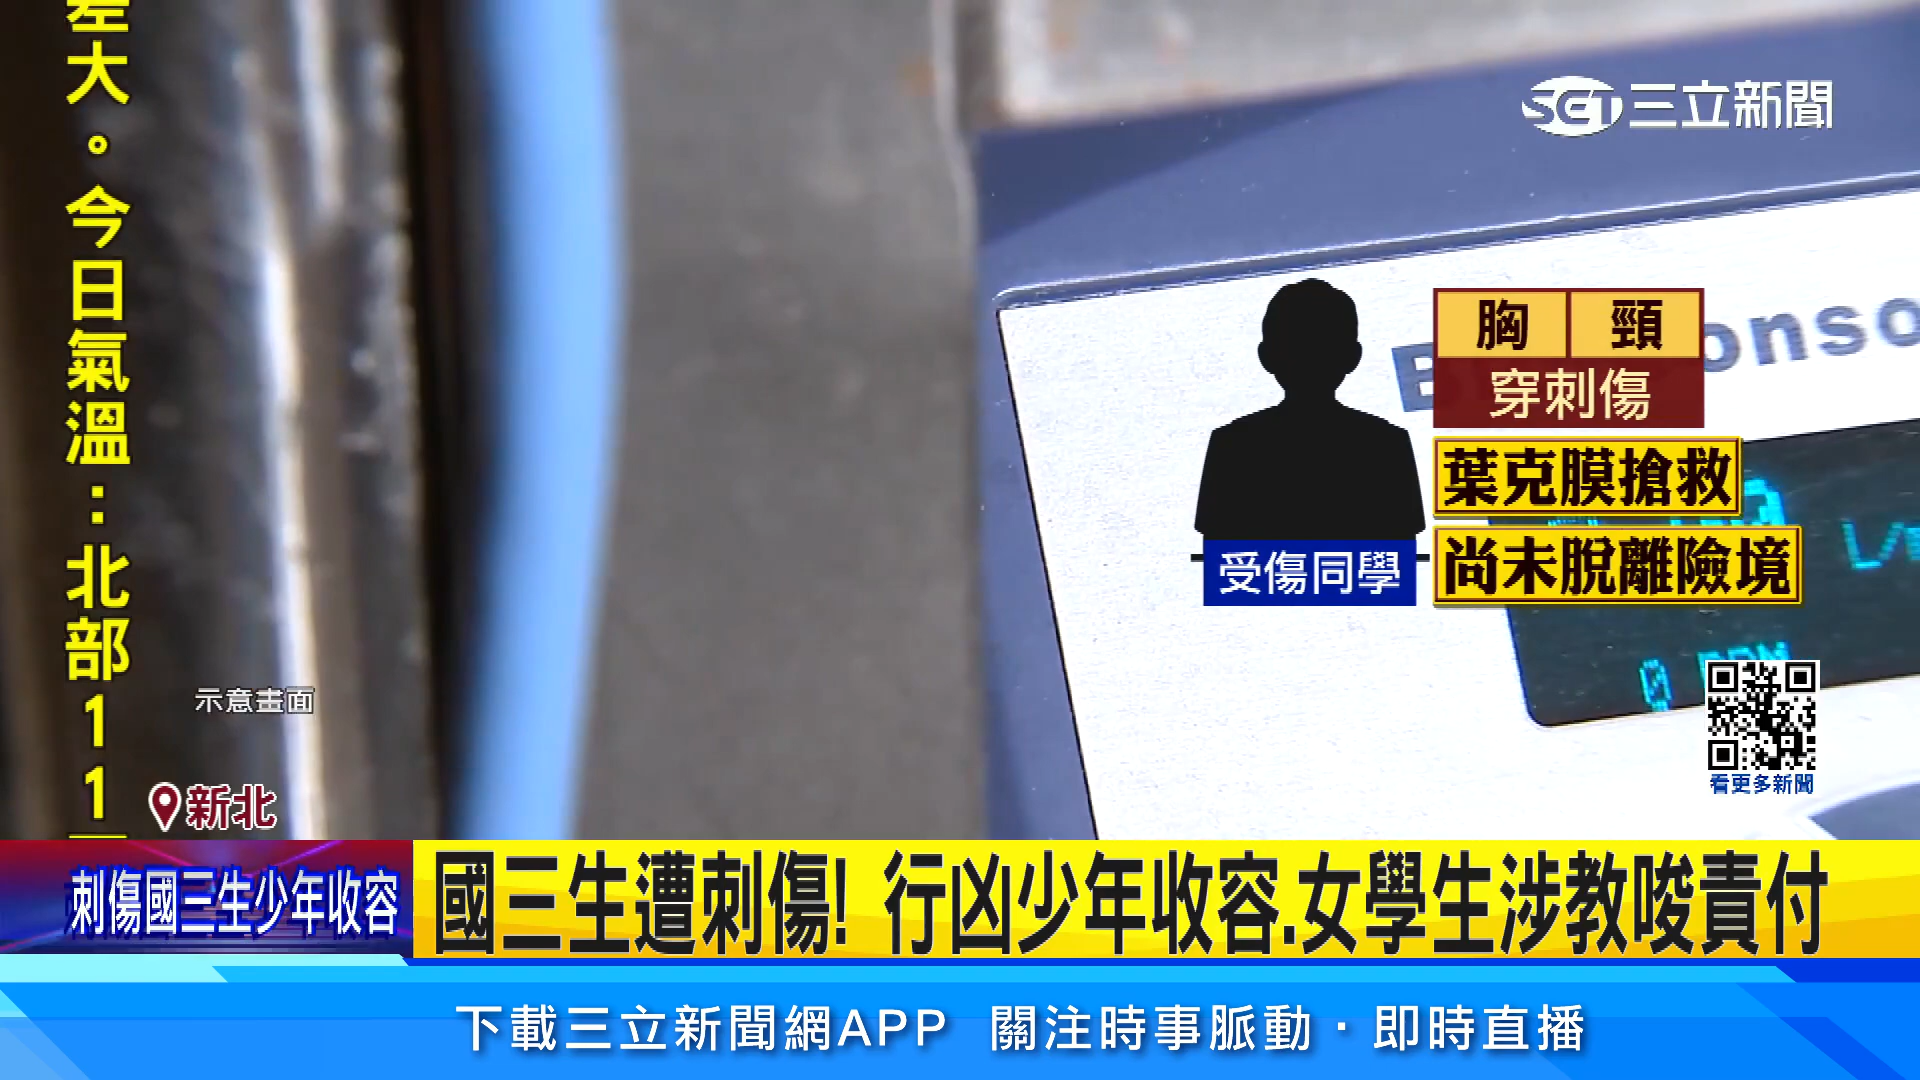 差大。今日氣溫:北部11
SET三立新聞
胸 頸
穿刺傷
葉克膜搶救
尚未脫離險境
受傷同學
0 RPM
示意畫面
新北
看更多新聞
刺傷國三生少年收容
國三生遭刺傷! 行凶少年收容.女學生涉教唆責付
下載三立新聞網APP 關注時事脈動·即時直播